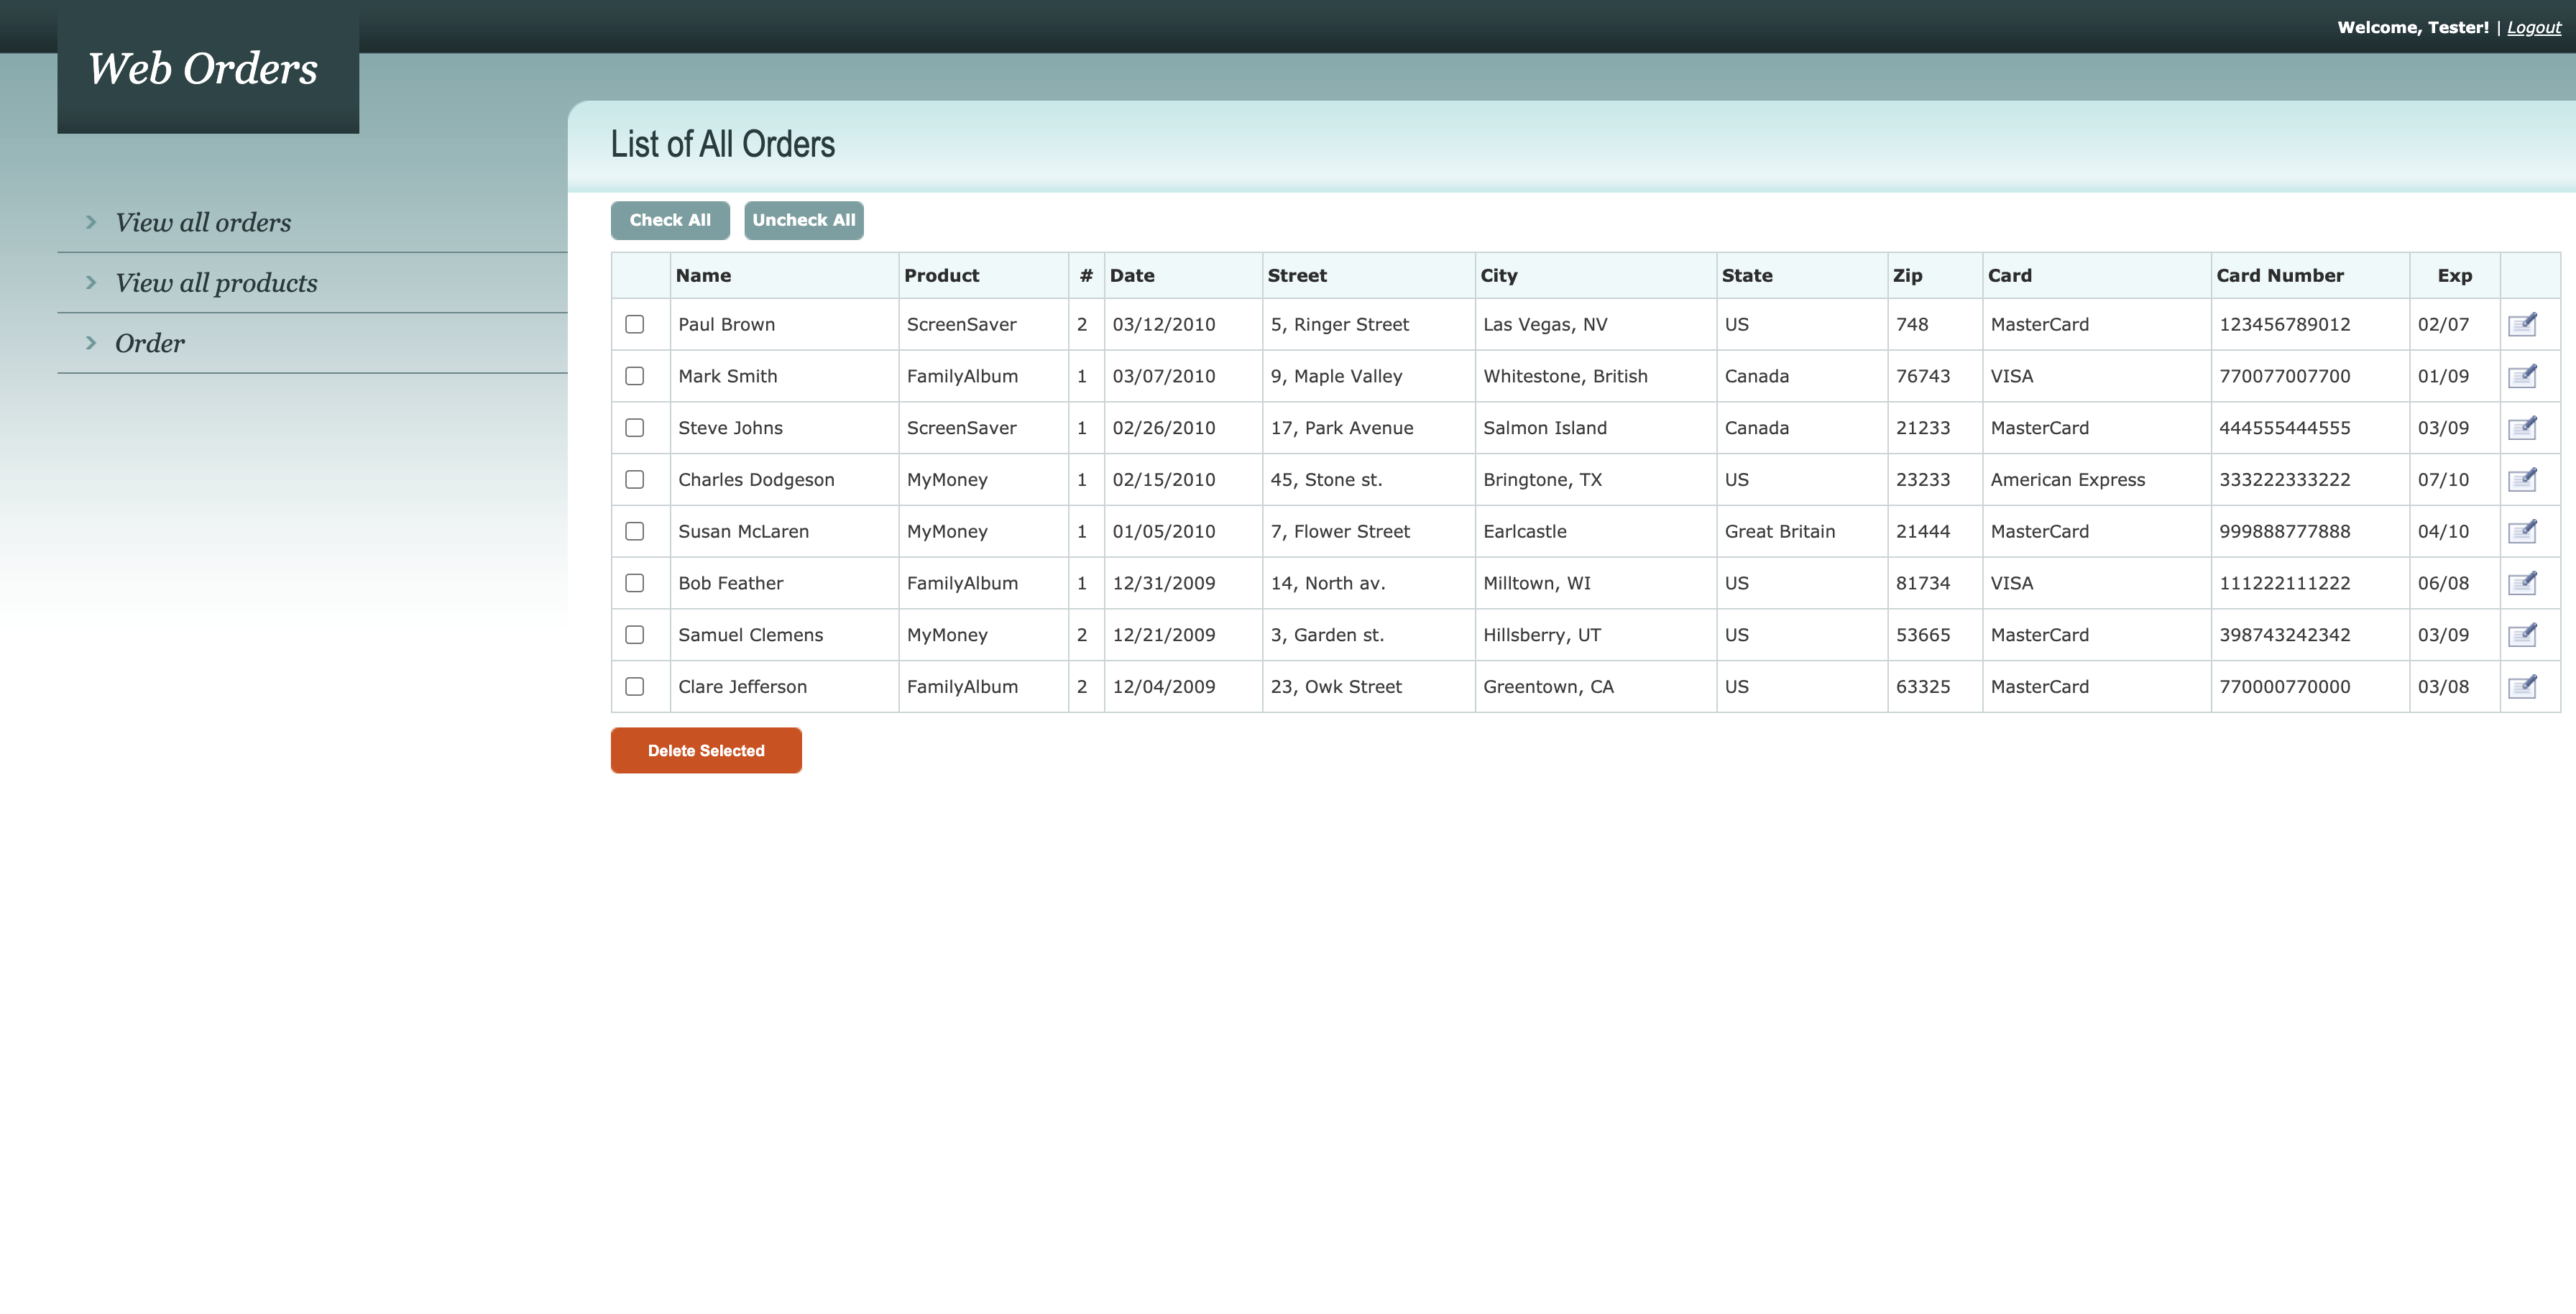 Welcome, Tester! | Logout
Web Orders
View all orders
View all products
Order
List of All Orders
Check All Uncheck All
Name Product # Date Street City State Zip Card Card Number Exp
Paul Brown ScreenSaver 2 03/12/2010 5, Ringer Street Las Vegas, NV US 748 MasterCard 123456789012 02/07
Mark Smith FamilyAlbum 1 03/07/2010 9, Maple Valley Whitestone, British Canada 76743 VISA 770077007700 01/09
Steve Johns ScreenSaver 1 02/26/2010 17, Park Avenue Salmon Island Canada 21233 MasterCard 444555444555 03/09
Charles Dodgeson MyMoney 1 02/15/2010 45, Stone st. Bringtone, TX US 23233 American Express 333222333222 07/10
Susan McLaren MyMoney 1 01/05/2010 7, Flower Street Earlcastle Great Britain 21444 MasterCard 999888777888 04/10
Bob Feather FamilyAlbum 1 12/31/2009 14, North av. Milltown, WI US 81734 VISA 111222111222 06/08
Samuel Clemens MyMoney 2 12/21/2009 3, Garden st. Hillsberry, UT US 53665 MasterCard 398743242342 03/09
Clare Jefferson FamilyAlbum 2 12/04/2009 23, Owk Street Greentown, CA US 63325 MasterCard 770000770000 03/08
Delete Selected